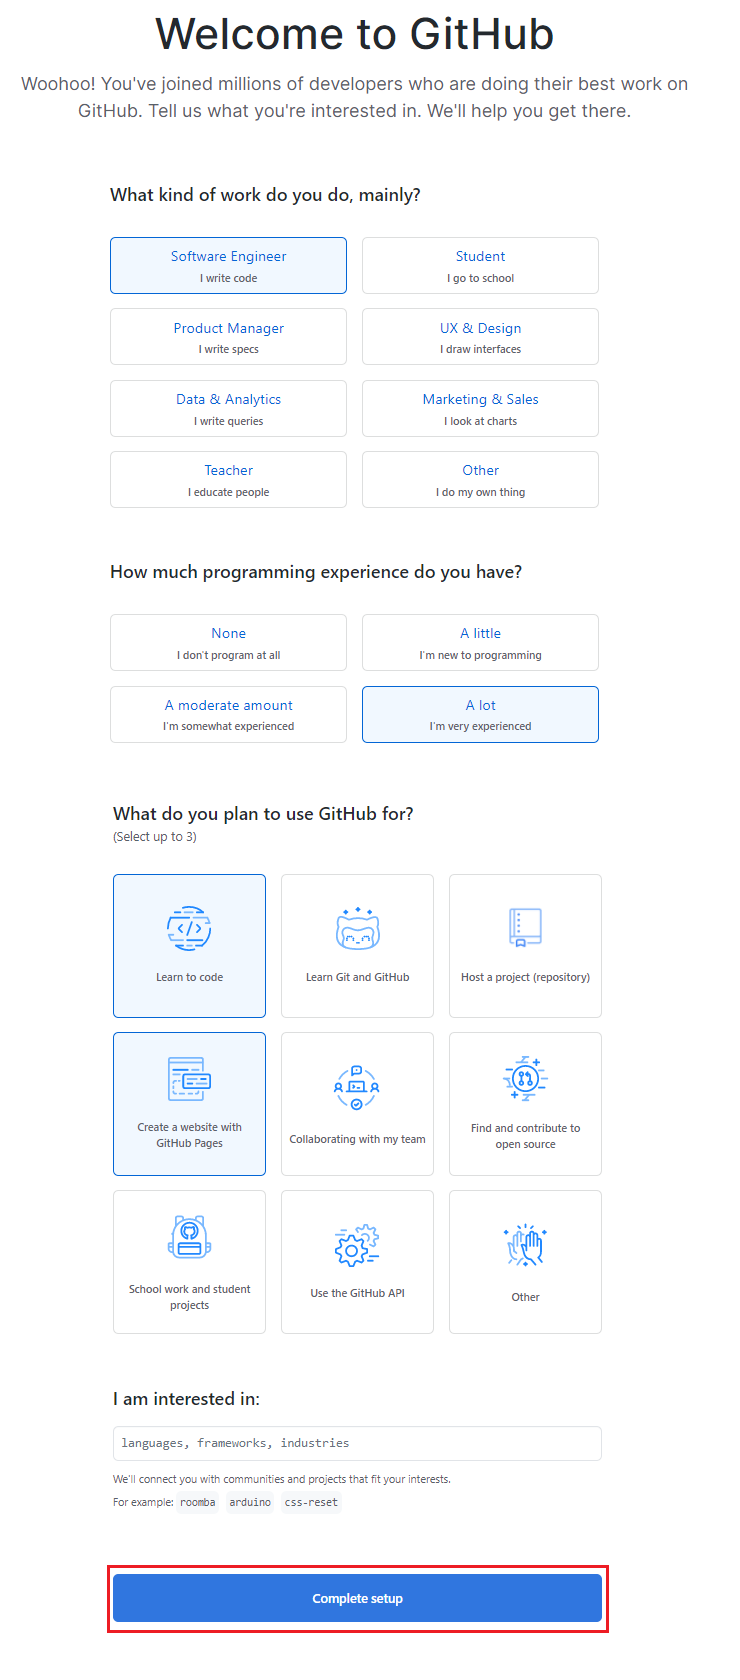 Welcome to GitHub
Woohoo! You've joined millions of developers who are doing their best work on
GitHub. Tell us what you're interested in. We'll help you get there.
What kind of work do you do, mainly?
Software Engineer
I write code
Student
I go to school
Product Manager
I write specs
UX & Design
I draw interfaces
Data & Analytics
I write queries
Marketing & Sales
I look at charts
Teacher
I educate people
Other
I do my own thing
How much programming experience do you have?
None
I don't program at all
A little
I'm new to programming
A moderate amount
I'm somewhat experienced
A lot
I'm very experienced
What do you plan to use GitHub for?
(Select up to 3)
Learn to code
Learn Git and GitHub
Host a project (repository)
Create a website with
GitHub Pages
Collaborating with my team
Find and contribute to
open source
School work and student
projects
Use the GitHub API
Other
I am interested in:
languages, frameworks, industries
We'll connect you with communities and projects that fit your interests.
For example: roomba arduino css-reset
Complete setup